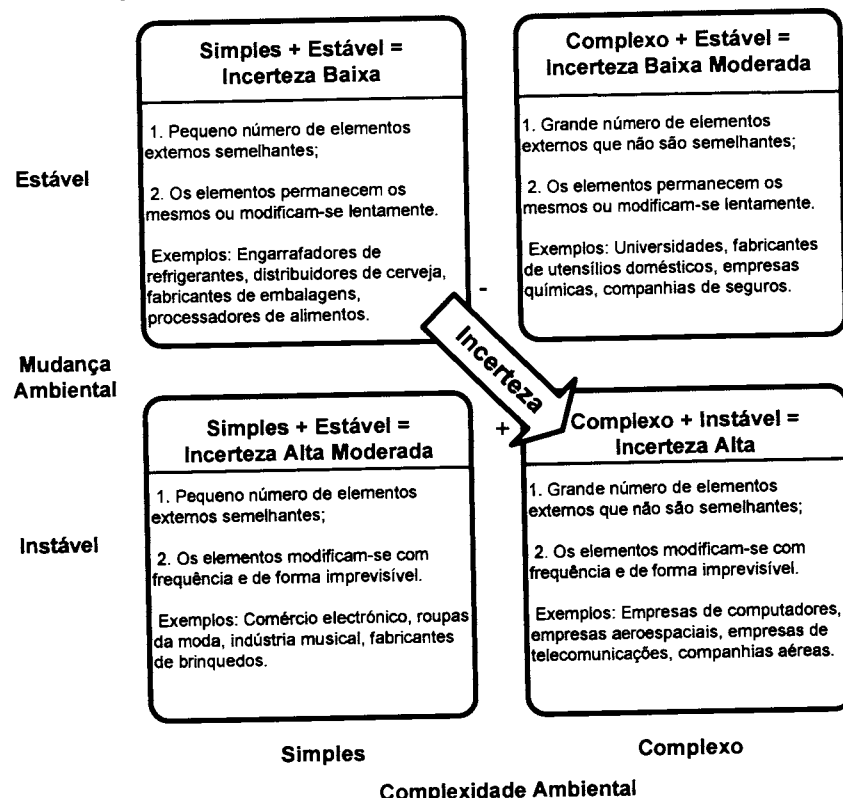 Simples + Estável =
Incerteza Baixa
1. Pequeno número de elementos
externos semelhantes;
2. Os elementos permanecem os
mesmos ou modificam-se lentamente.
Exemplos: Engarrafadores de
refrigerantes, distribuidores de cerveja,
fabricantes de embalagens,
processadores de alimentos.
Complexo + Estável =
Incerteza Baixa Moderada
1. Grande número de elementos
externos que não são semelhantes;
2. Os elementos permanecem os
mesmos ou modificam-se lentamente.
Exemplos: Universidades, fabricantes
de utensílios domésticos, empresas
químicas, companhias de seguros.
Estável
-
Incerteza
+
Mudança
Ambiental
Simples + Estável =
Incerteza Alta Moderada
1. Pequeno número de elementos
externos semelhantes;
2. Os elementos modificam-se com
frequência e de forma imprevisível.
Exemplos: Comércio electrónico, roupas
da moda, indústria musical, fabricantes
de brinquedos.
Complexo + Instável =
Incerteza Alta
1. Grande número de elementos
externos que não são semelhantes;
2. Os elementos modificam-se com
frequência e de forma imprevisível.
Exemplos: Empresas de computadores,
empresas aeroespaciais, empresas de
telecomunicações, companhias aéreas.
Instável
Simples
Complexo
Complexidade Ambiental